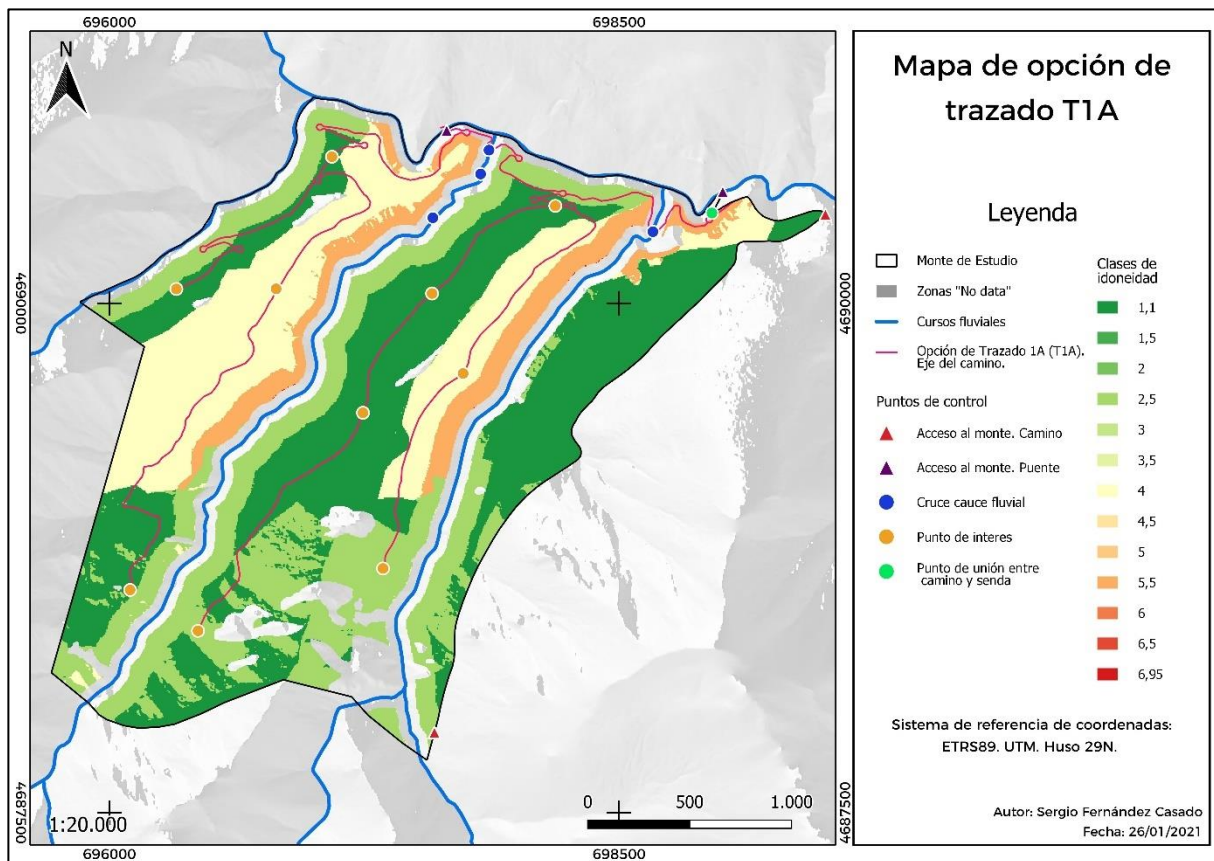 696000
698500
N
4690000
4690000
4687500
4687500
1:20.000
0
500
1.000
696000
698500
Mapa de opción de
trazado T1A
Leyenda
Monte de Estudio
Zonas "No data"
Cursos fluviales
Opción de Trazado 1A (T1A).
Eje del camino.
Puntos de control
Acceso al monte. Camino
Acceso al monte. Puente
Cruce cauce fluvial
Punto de interes
Punto de unión entre
camino y senda
Clases de
idoneidad
1,1
1,5
2
2,5
3
3,5
4
4,5
5
5,5
6
6,5
6,95
Sistema de referencia de coordenadas:
ETRS89. UTM. Huso 29N.
Autor: Sergio Fernández Casado
Fecha: 26/01/2021